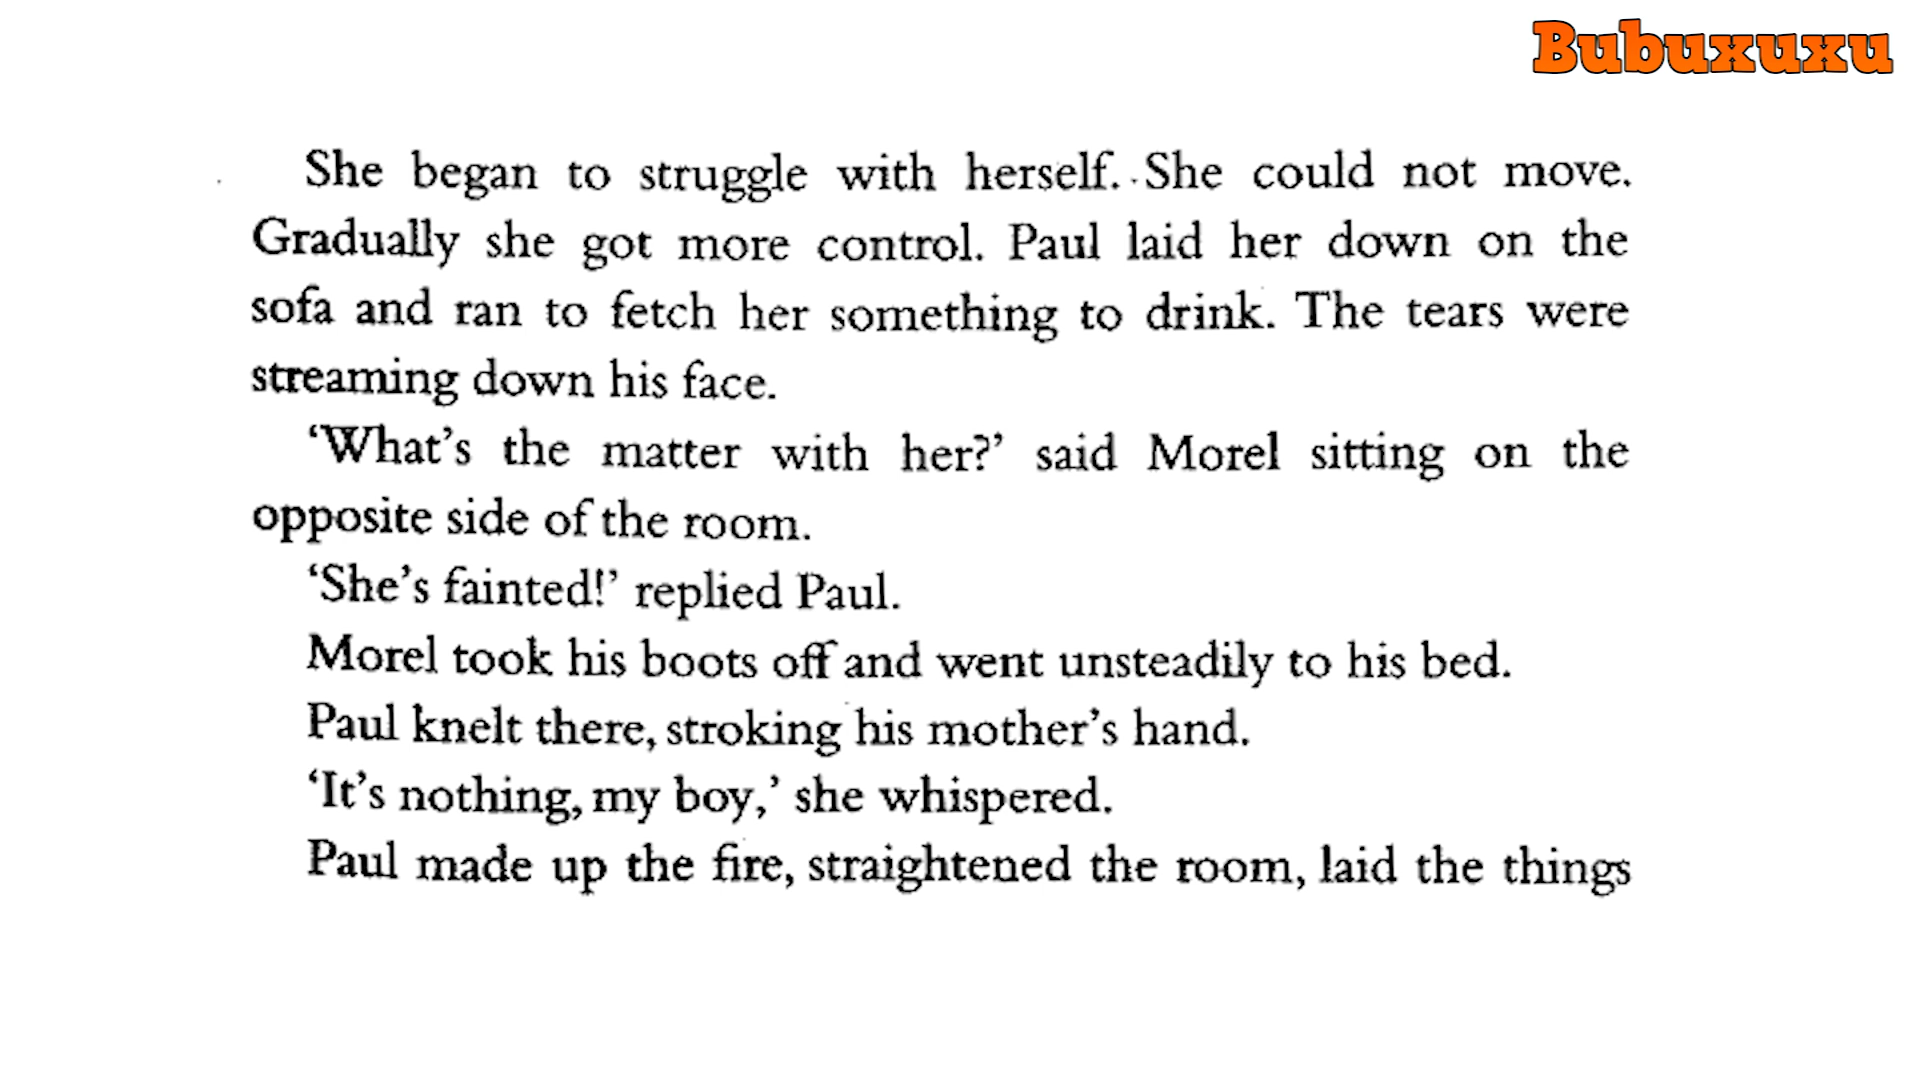 Bubuxuxu
She began to struggle with herself. She could not move.
Gradually she got more control. Paul laid her down on the
sofa and ran to fetch her something to drink. The tears were
streaming down his face.
‘What’s the matter with her?’ said Morel sitting on the
opposite side of the room.
‘She’s fainted!’ replied Paul.
Morel took his boots off and went unsteadily to his bed.
Paul knelt there, stroking his mother’s hand.
‘It’s nothing, my boy,’ she whispered.
Paul made up the fire, straightened the room, laid the things